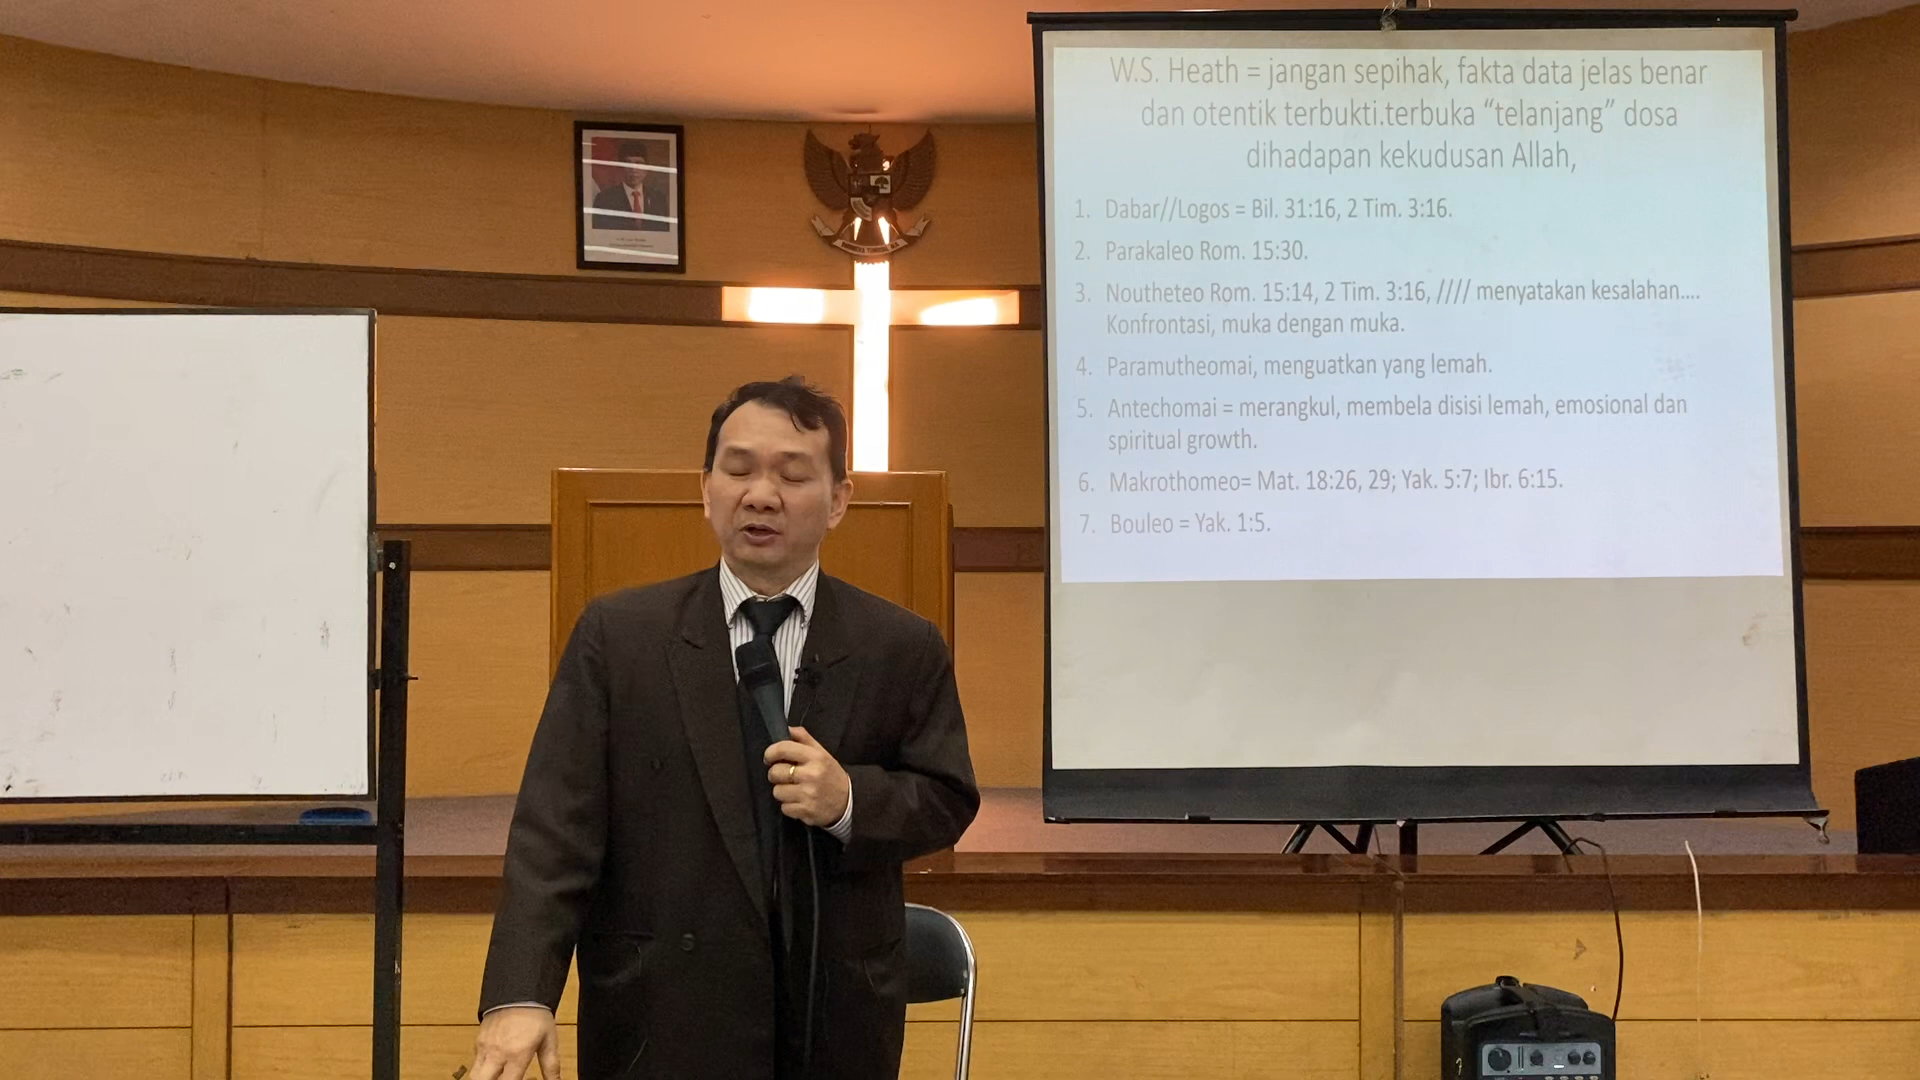 W.S. Heath = jangan sepihak, fakta data jelas benar
dan otentik terbukti.terbuka “telanjang” dosa
dihadapan kekudusan Allah,
1. Dabar//Logos = Bil. 31:16, 2 Tim. 3:16.
2. Parakaleo Rom. 15:30.
3. Noutheteo Rom. 15:14, 2 Tim. 3:16, //// menyatakan kesalahan....
Konfrontasi, muka dengan muka.
4. Paramutheomai, menguatkan yang lemah.
5. Antechomai = merangkul, membela disisi lemah, emosional dan
spiritual growth.
6. Makrothomeo= Mat. 18:26, 29; Yak. 5:7; Ibr. 6:15.
7. Bouleo = Yak. 1:5.